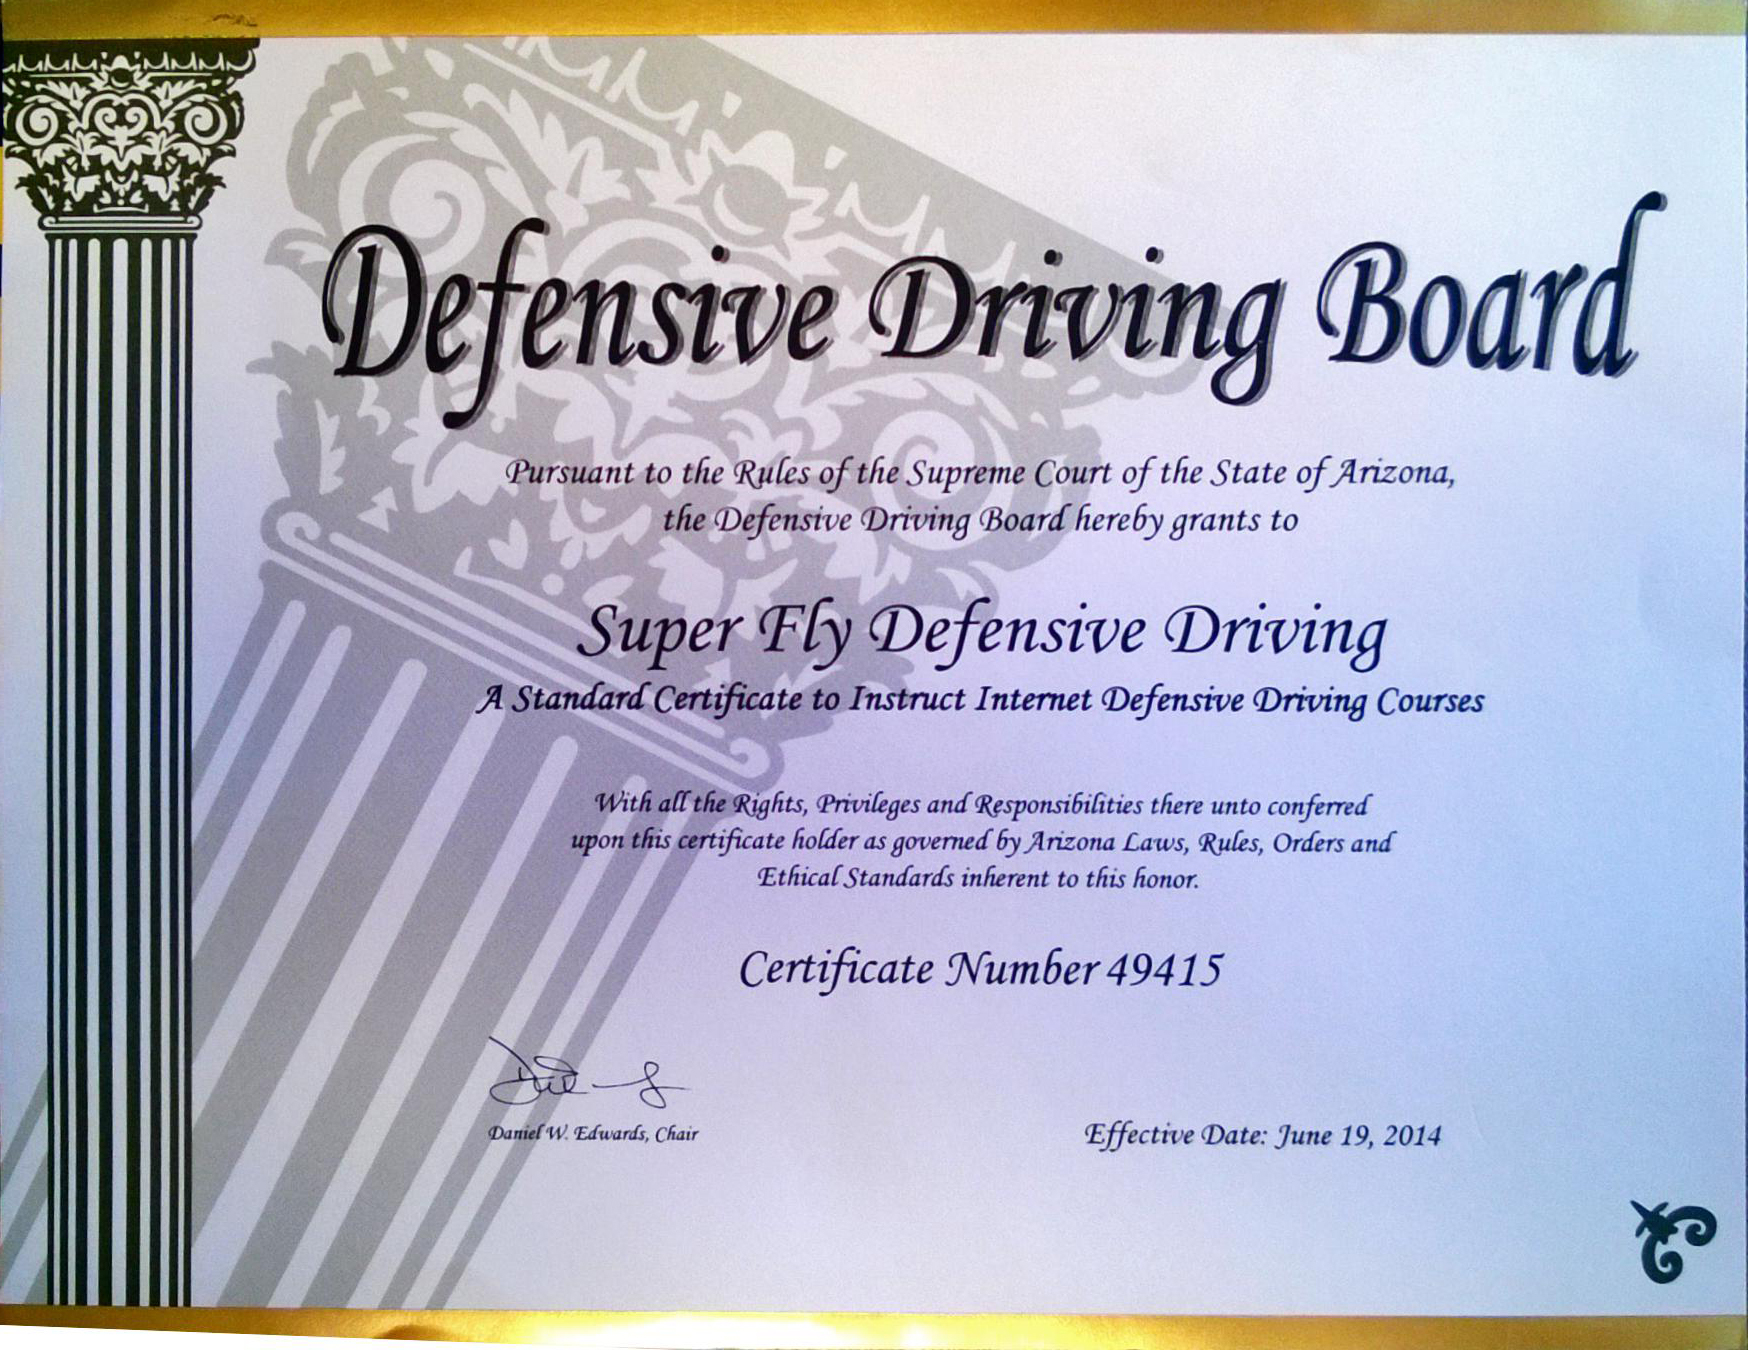 Defensive Driving Board
Pursuant to the Rules of the Supreme Court of the State of Arizona,
the Defensive Driving Board hereby grants to
Super Fly Defensive Driving
A Standard Certificate to Instruct Internet Defensive Driving Courses
With all the Rights, Privileges and Responsibilities there unto conferred
upon this certificate holder as governed by Arizona Laws, Rules, Orders and
Ethical Standards inherent to this honor.
Certificate Number 49415
Daniel W. Edwards, Chair
Effective Date: June 19, 2014